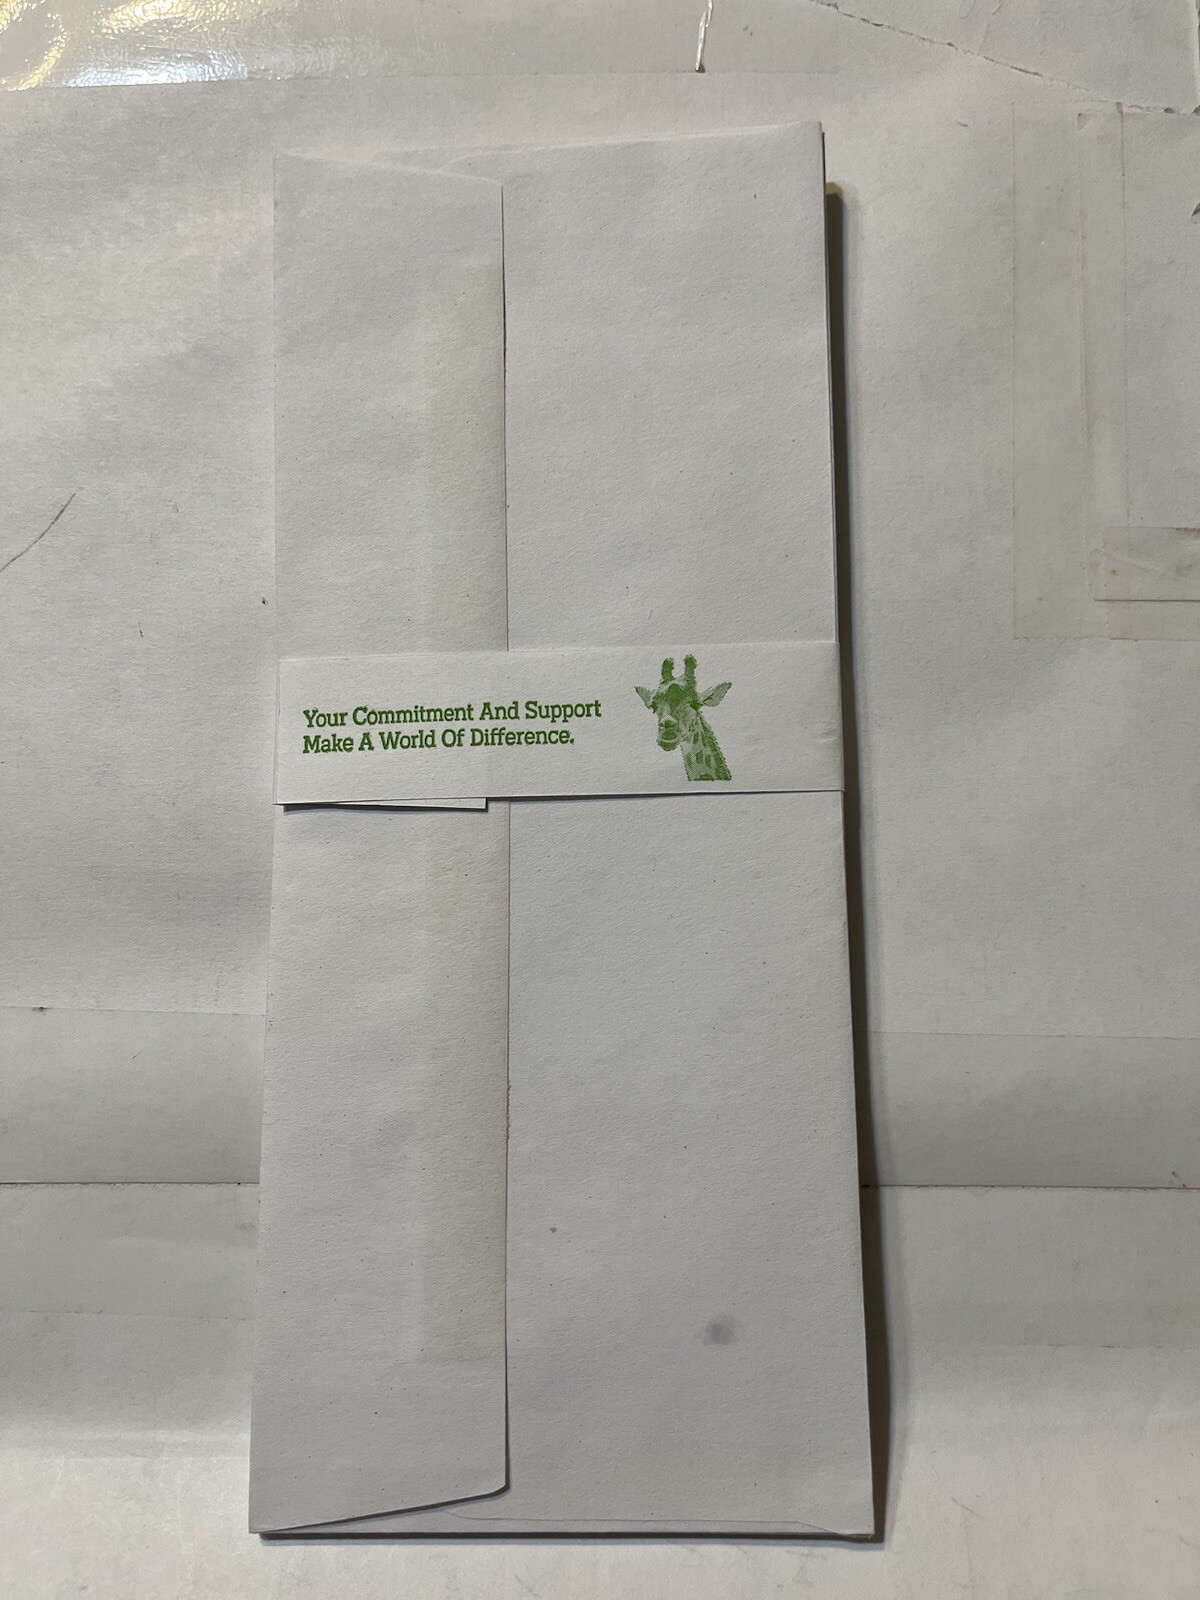 Your Commitment And Support
Make A World Of Difference.